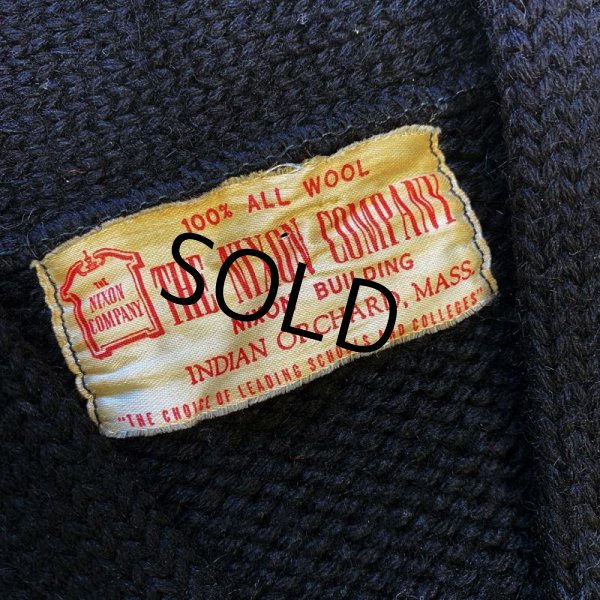 100% ALL WOOL
THE NIXON COMPANY
NIXON BUILDING
INDIAN ORCHARD, MASS.
"THE CHOICE OF LEADING SCHOOLS AND COLLEGES"
THE
NIXON
COMPANY
SOLD